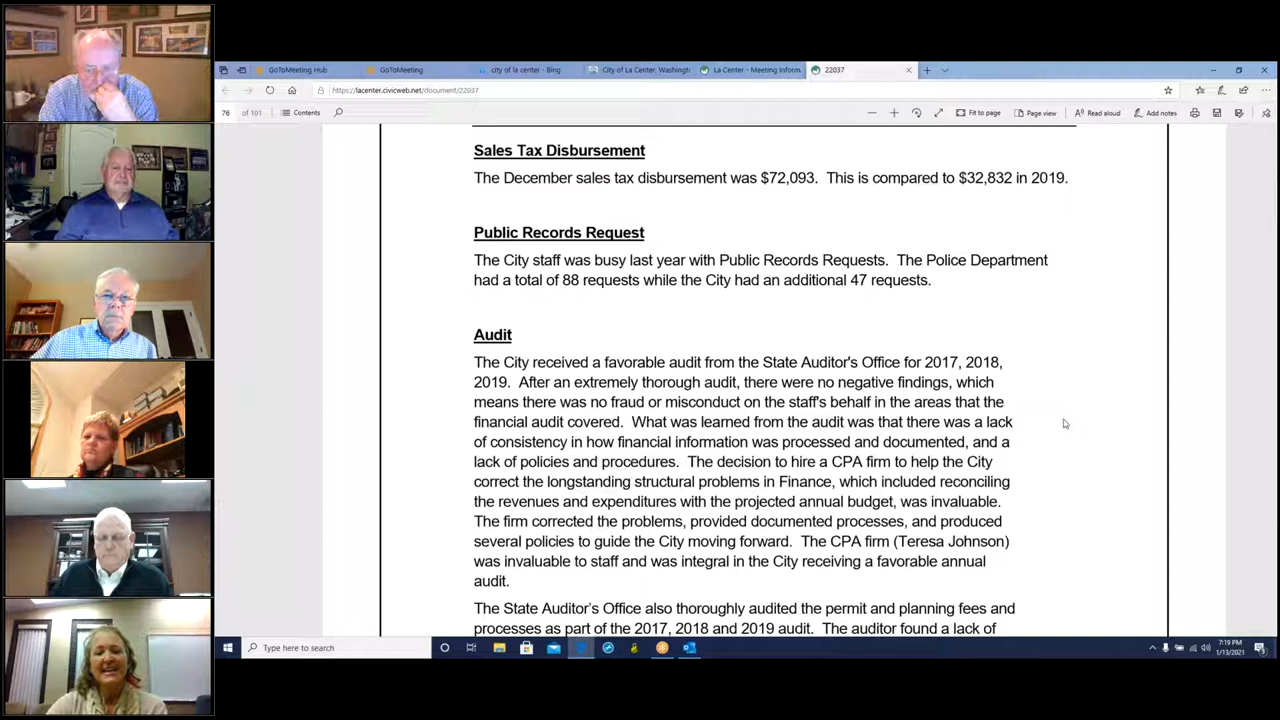 GoToMeeting Hub
GoToMeeting
city of la center - Bing
City of La Center, Washingt
La Center - Meeting Inform
22037
https://lacenter.civicweb.net/document/22037
76 of 101
Contents
Fit to page
Page view
Read aloud
Add notes
Sales Tax Disbursement
The December sales tax disbursement was $72,093. This is compared to $32,832 in 2019.
Public Records Request
The City staff was busy last year with Public Records Requests. The Police Department
had a total of 88 requests while the City had an additional 47 requests.
Audit
The City received a favorable audit from the State Auditor's Office for 2017, 2018,
2019. After an extremely thorough audit, there were no negative findings, which
means there was no fraud or misconduct on the staff's behalf in the areas that the
financial audit covered. What was learned from the audit was that there was a lack
of consistency in how financial information was processed and documented, and a
lack of policies and procedures. The decision to hire a CPA firm to help the City
correct the longstanding structural problems in Finance, which included reconciling
the revenues and expenditures with the projected annual budget, was invaluable.
The firm corrected the problems, provided documented processes, and produced
several policies to guide the City moving forward. The CPA firm (Teresa Johnson)
was invaluable to staff and was integral in the City receiving a favorable annual
audit.
The State Auditor's Office also thoroughly audited the permit and planning fees and
processes as part of the 2017, 2018 and 2019 audit. The auditor found a lack of
Type here to search
7:19 PM
1/13/2021